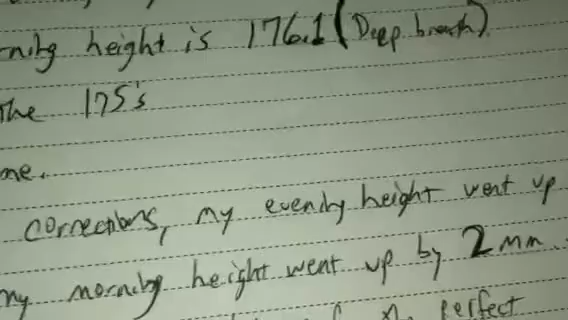 rning height is 176.1 (Deep breath)
The 175's
me.
corrections, my evening height went up
my morning height went up by 2mm.
perfect